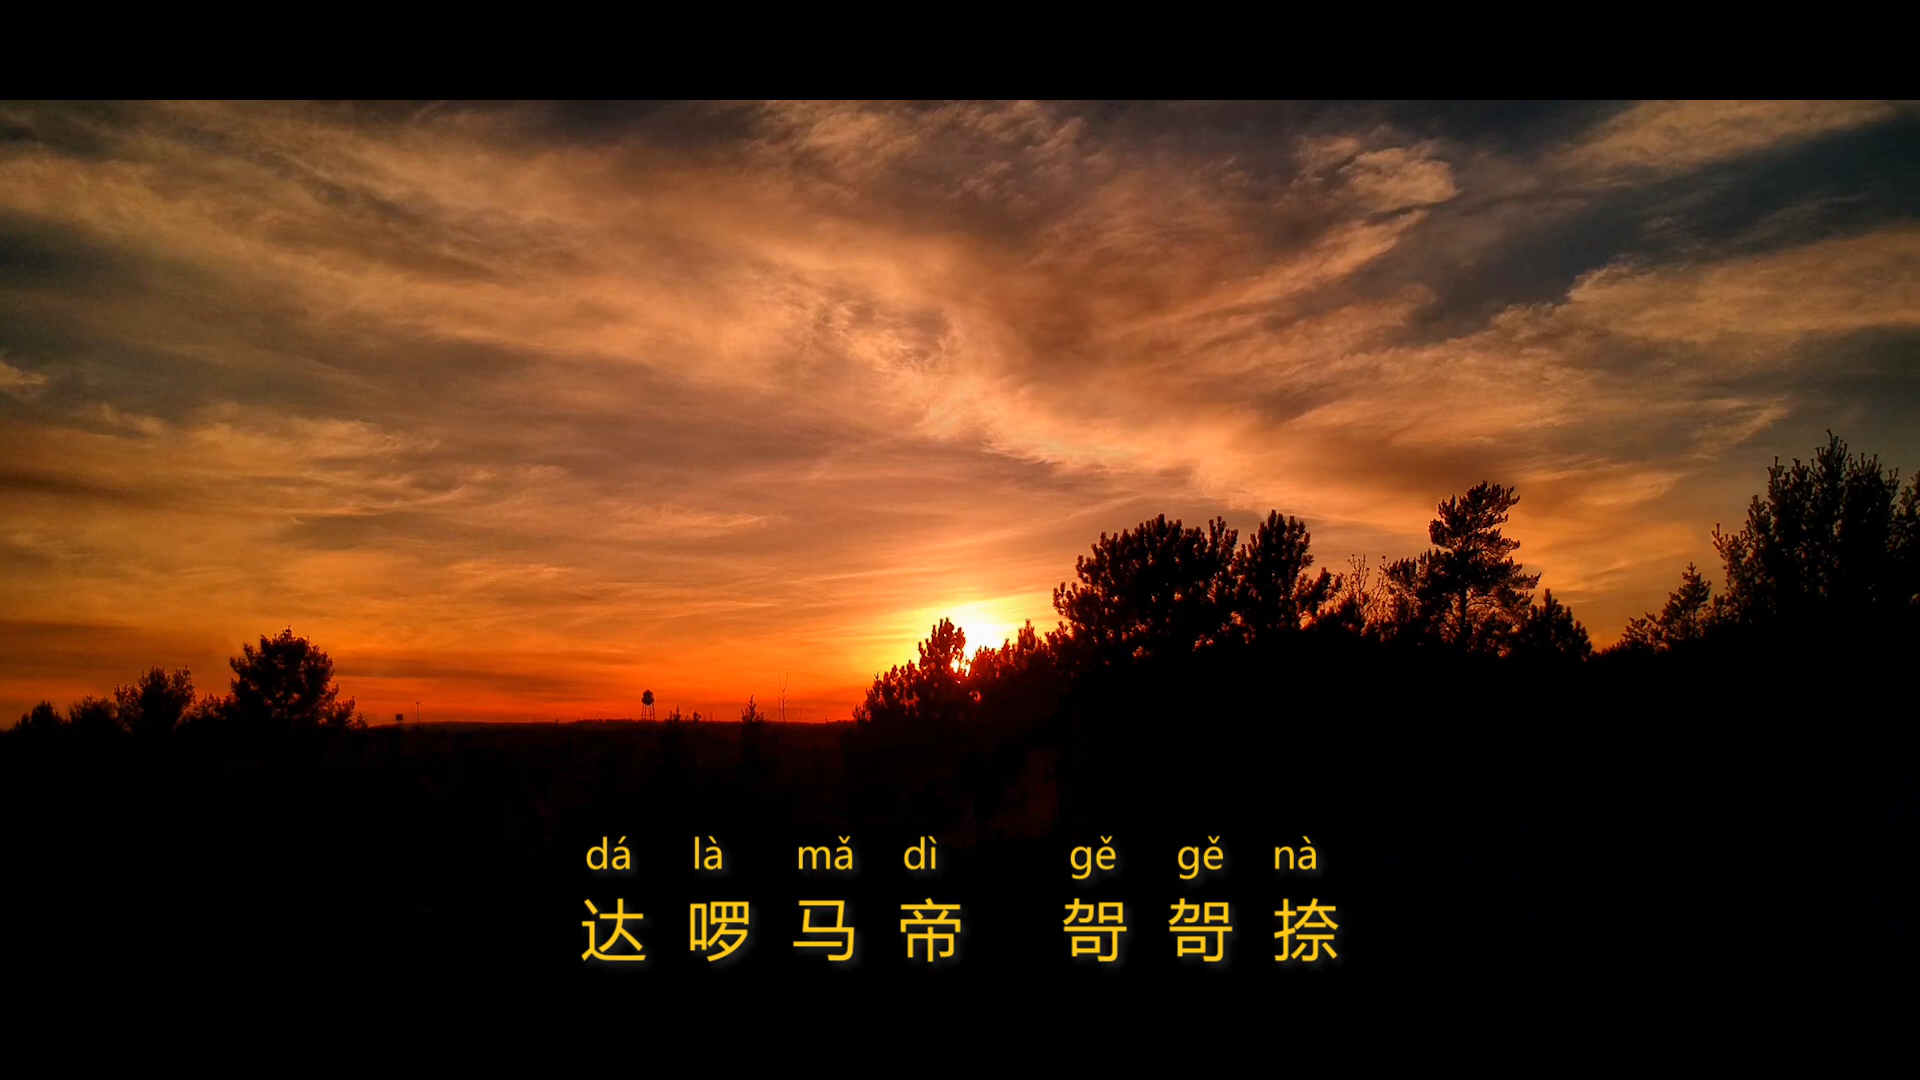 dá là mǎ dì gě gě nà
达 啰 马 帝 哿 哿 捺